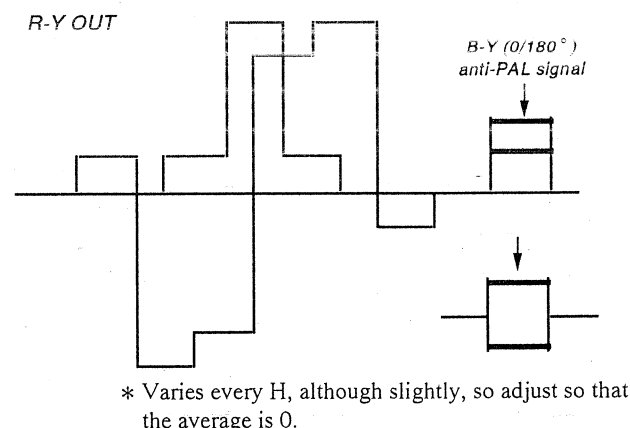 R-Y OUT
B-Y (0/180°)
anti-PAL signal
* Varies every H, although slightly, so adjust so that
the average is 0.